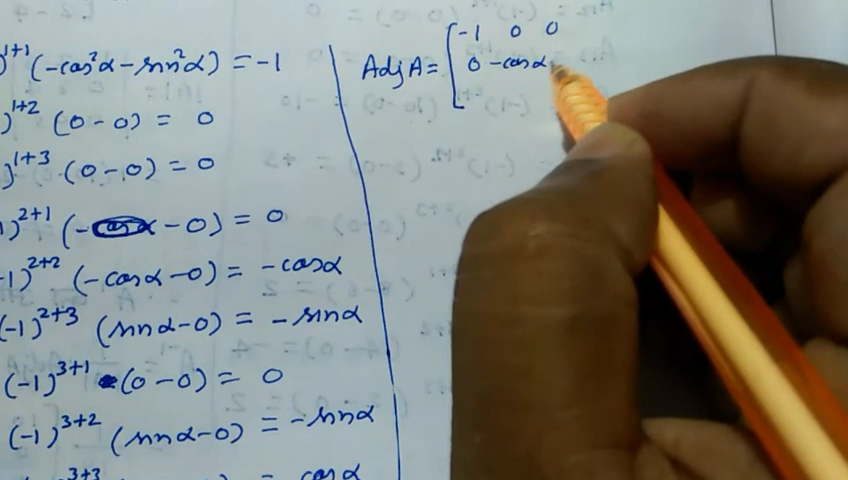 )^1+1 (-cos²α - sin²α) = -1
)^1+2 (0-0) = 0
)^1+3 (0-0) = 0
1)^2+1 (- - 0) = 0
-1)^2+2 (-cosα-0) = -cosα
(-1)^2+3 (sinα-0) = -sinα
(-1)^3+1 (0-0) = 0
(-1)^3+2 (sinα-0) = -sinα
3+3 = cosα
Adj A = [ -1 0 0
0 -cosα